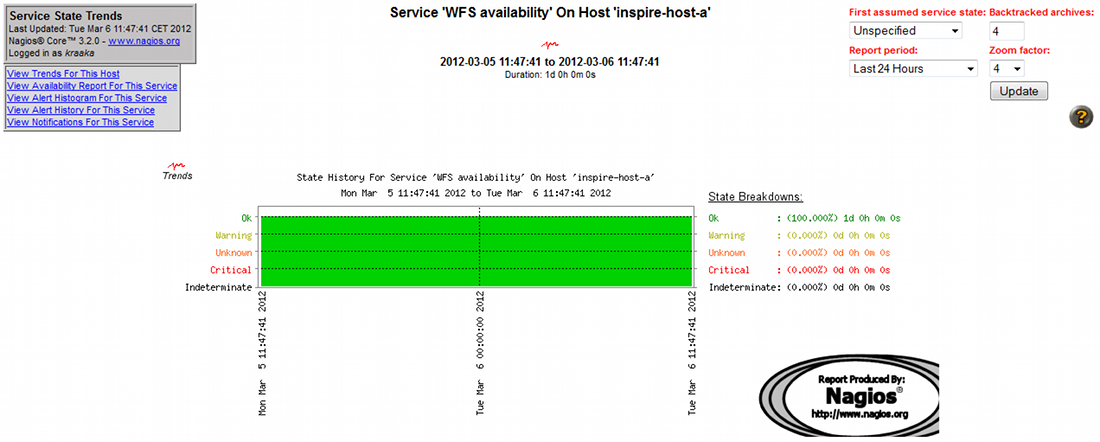 Service State Trends
Last Updated: Tue Mar 6 11:47:41 CET 2012
Nagios® Core™ 3.2.0 - www.nagios.org
Logged in as kraaka
View Trends For This Host
View Availability Report For This Service
View Alert Histogram For This Service
View Alert History For This Service
View Notifications For This Service
Service 'WFS availability' On Host 'inspire-host-a'
2012-03-05 11:47:41 to 2012-03-06 11:47:41
Duration: 1d 0h 0m 0s
First assumed service state: Backtracked archives:
Unspecified 4
Report period: Zoom factor:
Last 24 Hours 4
Update
?
Trends
State History For Service 'WFS availability' On Host 'inspire-host-a'
Mon Mar 5 11:47:41 2012 to Tue Mar 6 11:47:41 2012
Ok
Warning
Unknown
Critical
Indeterminate
Mon Mar 5 11:47:41 2012
Tue Mar 6 00:00:00 2012
Tue Mar 6 11:47:41 2012
State Breakdowns:
Ok : (100.000%) 1d 0h 0m 0s
Warning : (0.000%) 0d 0h 0m 0s
Unknown : (0.000%) 0d 0h 0m 0s
Critical : (0.000%) 0d 0h 0m 0s
Indeterminate: (0.000%) 0d 0h 0m 0s
Report Produced By:
Nagios®
http://www.nagios.org